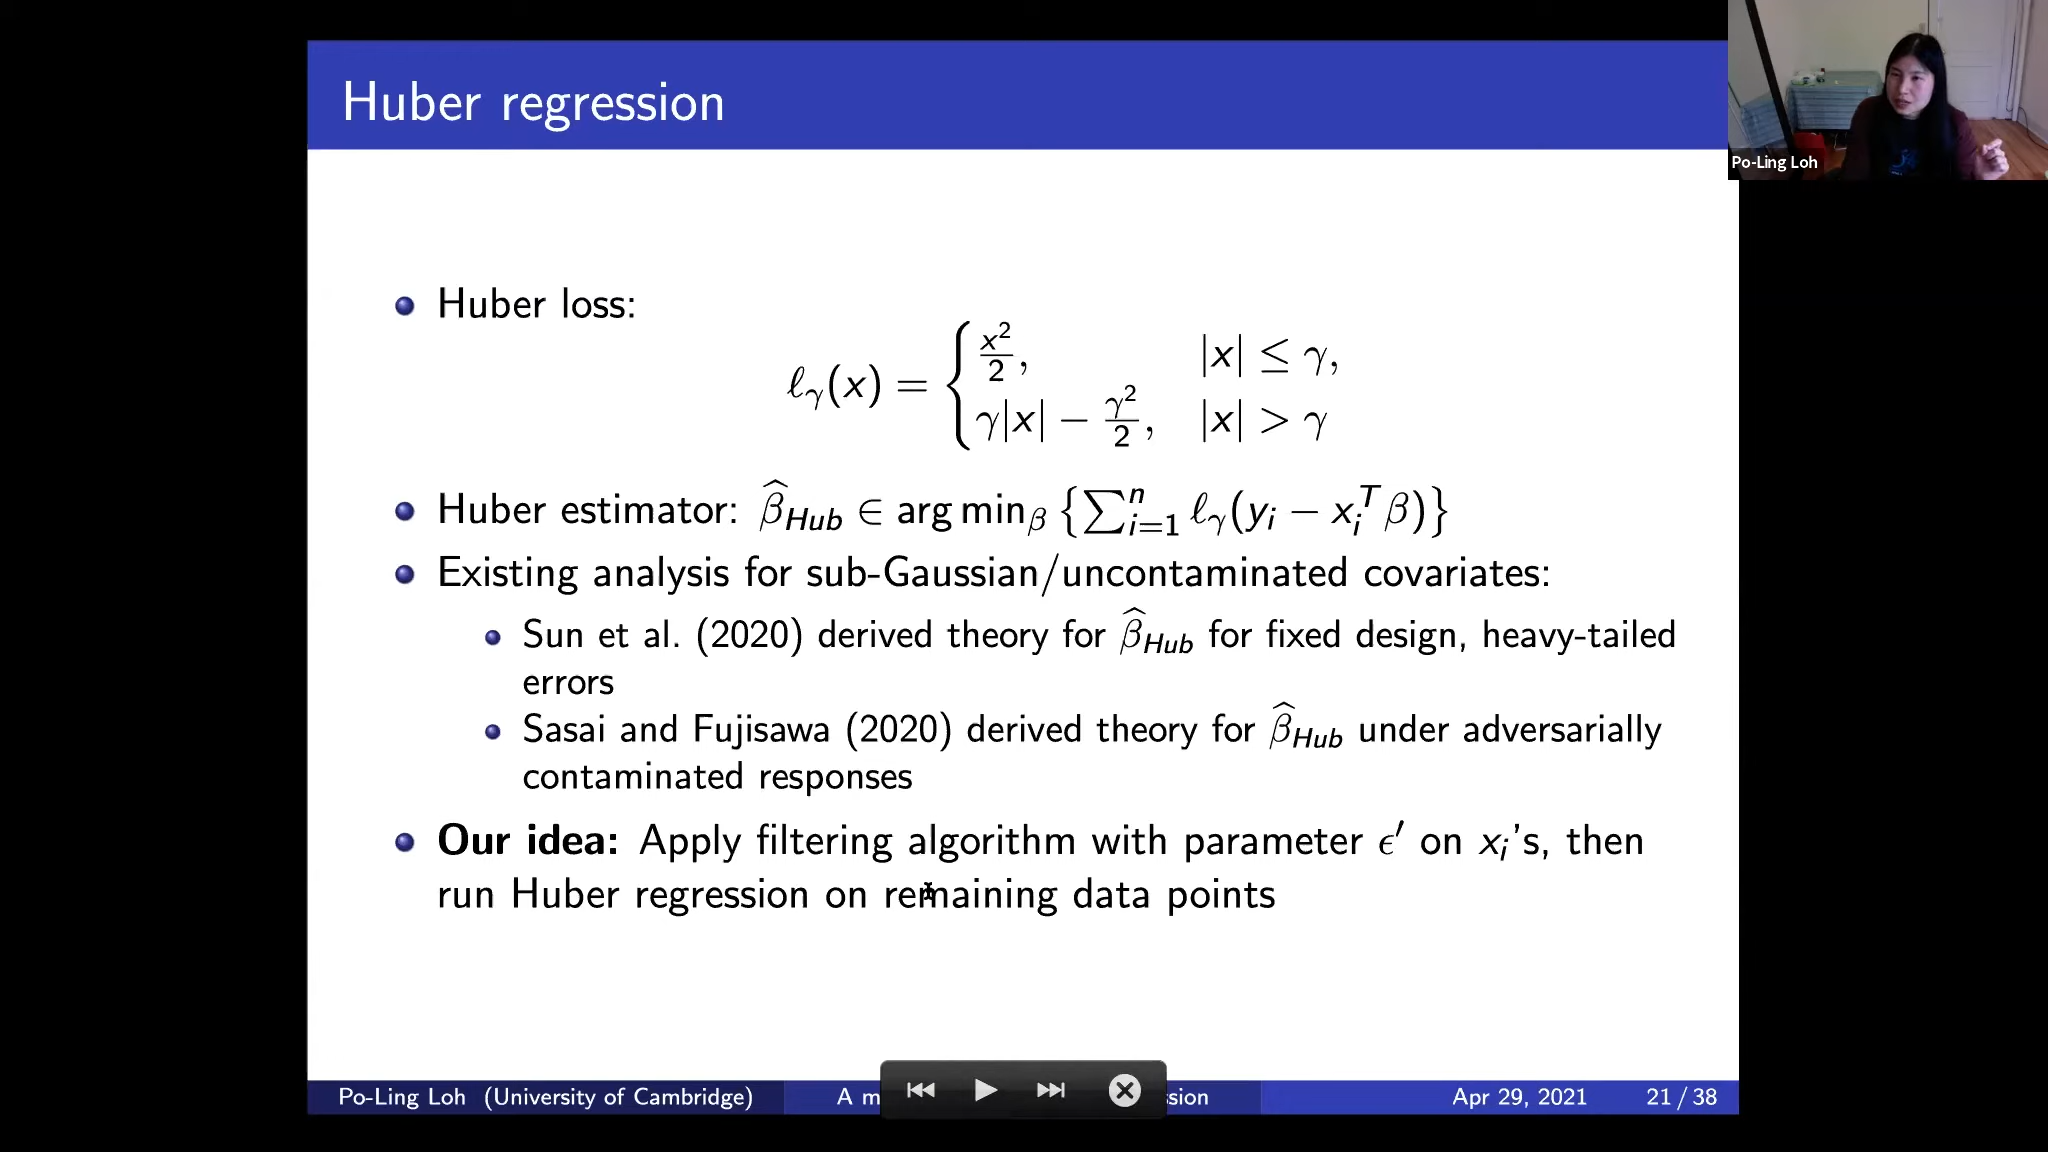 Huber regression
Po-Ling Loh
Huber loss:
ℓ_γ(x) = { x²/2, |x| ≤ γ,
γ|x| − γ²/2, |x| > γ
Huber estimator: β̂_Hub ∈ arg min_β {∑_{i=1}^n ℓ_γ(y_i − x_i^T β)}
Existing analysis for sub-Gaussian/uncontaminated covariates:
Sun et al. (2020) derived theory for β̂_Hub for fixed design, heavy-tailed
errors
Sasai and Fujisawa (2020) derived theory for β̂_Hub under adversarially
contaminated responses
Our idea: Apply filtering algorithm with parameter ϵ′ on x_i's, then
run Huber regression on remaining data points
Po-Ling Loh (University of Cambridge) A m sion Apr 29, 2021 21 / 38